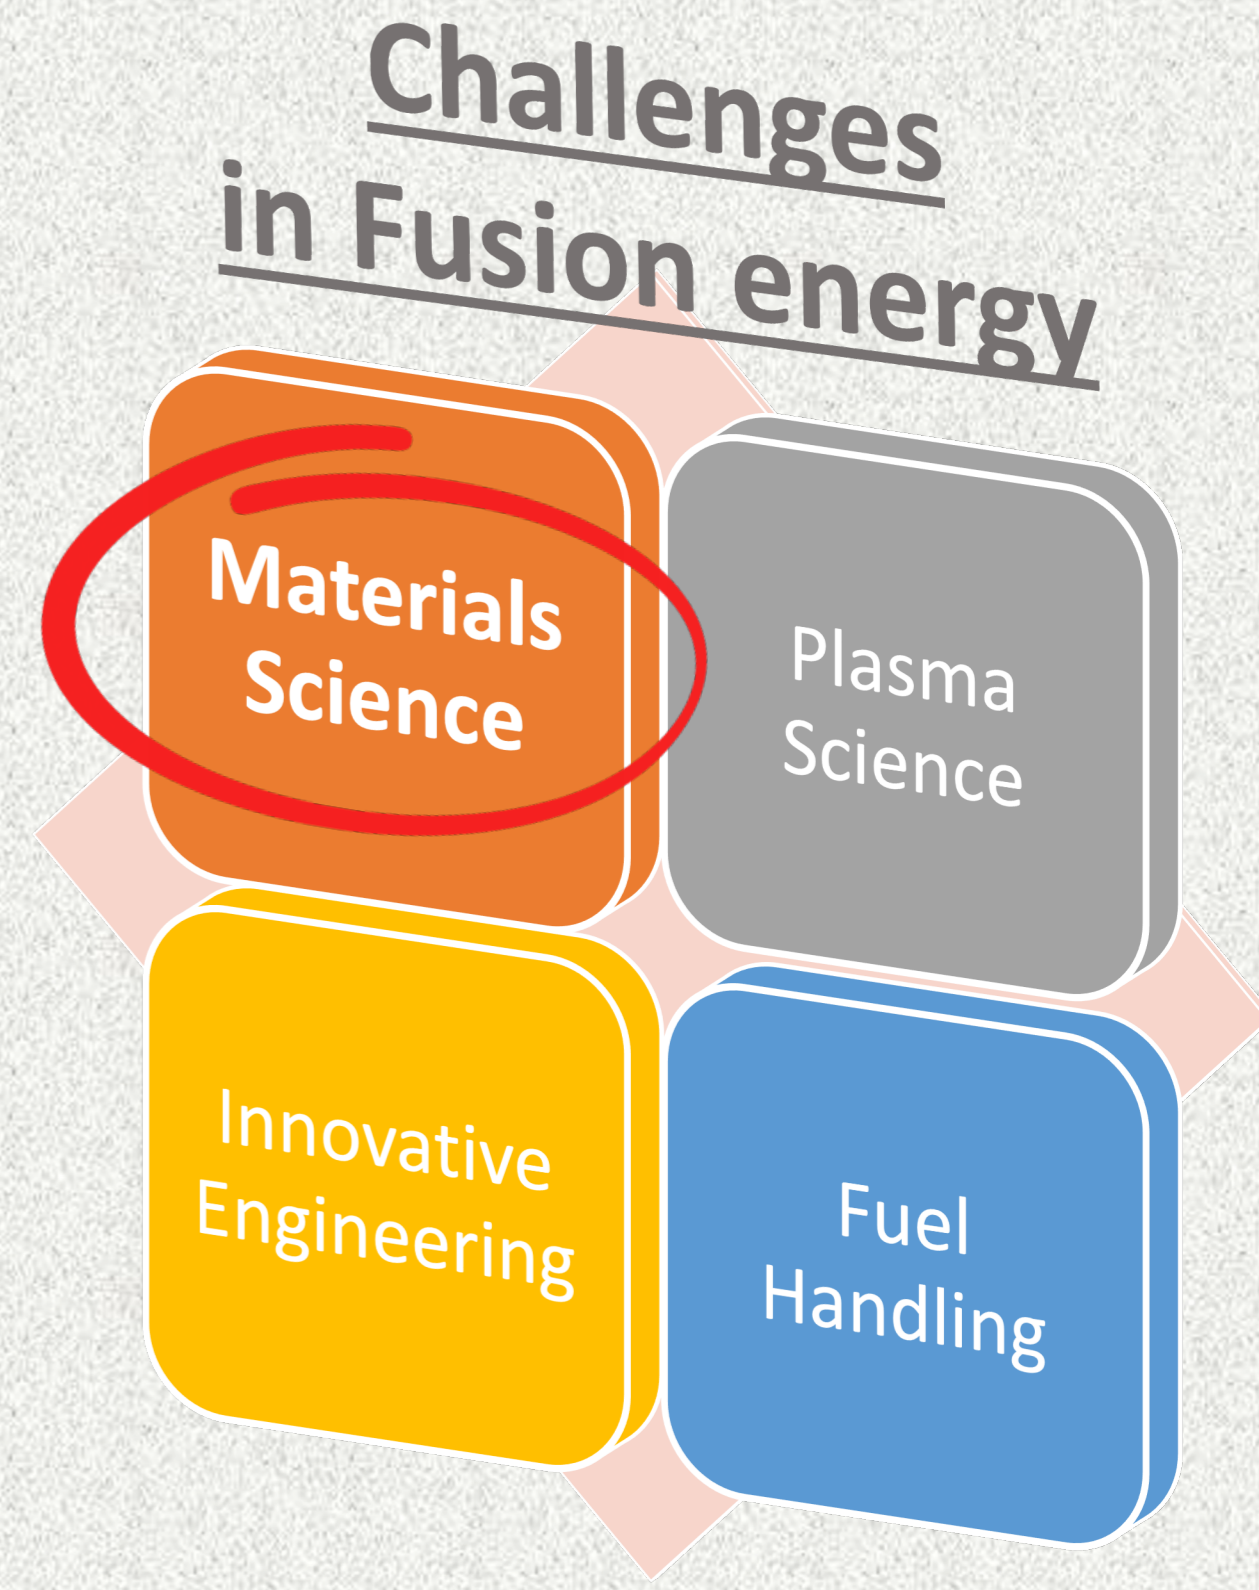 Challenges
in Fusion energy
Materials
Science
Plasma
Science
Innovative
Engineering
Fuel
Handling